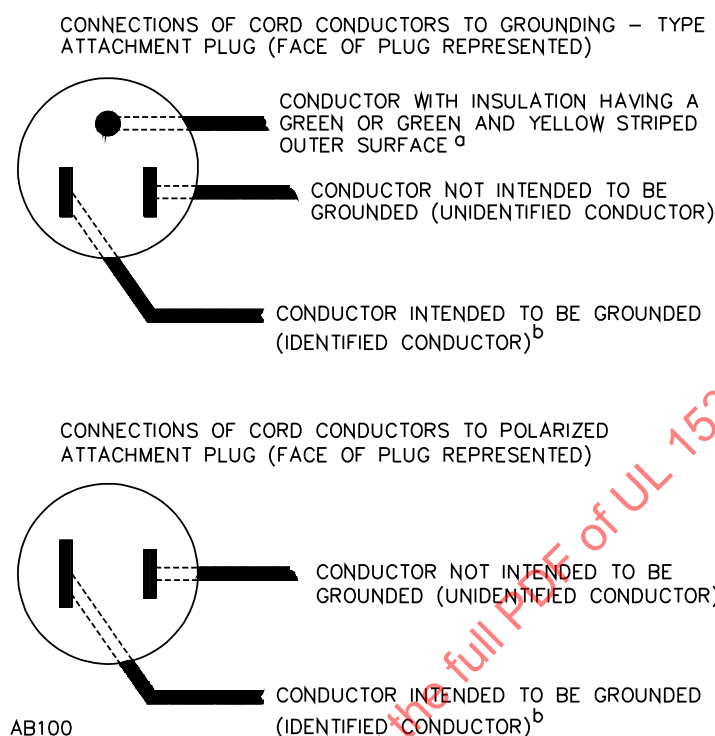 CONNECTIONS OF CORD CONDUCTORS TO GROUNDING – TYPE
ATTACHMENT PLUG (FACE OF PLUG REPRESENTED)
CONDUCTOR WITH INSULATION HAVING A
GREEN OR GREEN AND YELLOW STRIPED
OUTER SURFACE a
CONDUCTOR NOT INTENDED TO BE
GROUNDED (UNIDENTIFIED CONDUCTOR)
CONDUCTOR INTENDED TO BE GROUNDED
(IDENTIFIED CONDUCTOR)b
CONNECTIONS OF CORD CONDUCTORS TO POLARIZED
ATTACHMENT PLUG (FACE OF PLUG REPRESENTED)
CONDUCTOR NOT INTENDED TO BE
GROUNDED (UNIDENTIFIED CONDUCTOR)
CONDUCTOR INTENDED TO BE GROUNDED
(IDENTIFIED CONDUCTOR)b
AB100
the full PDF of UL